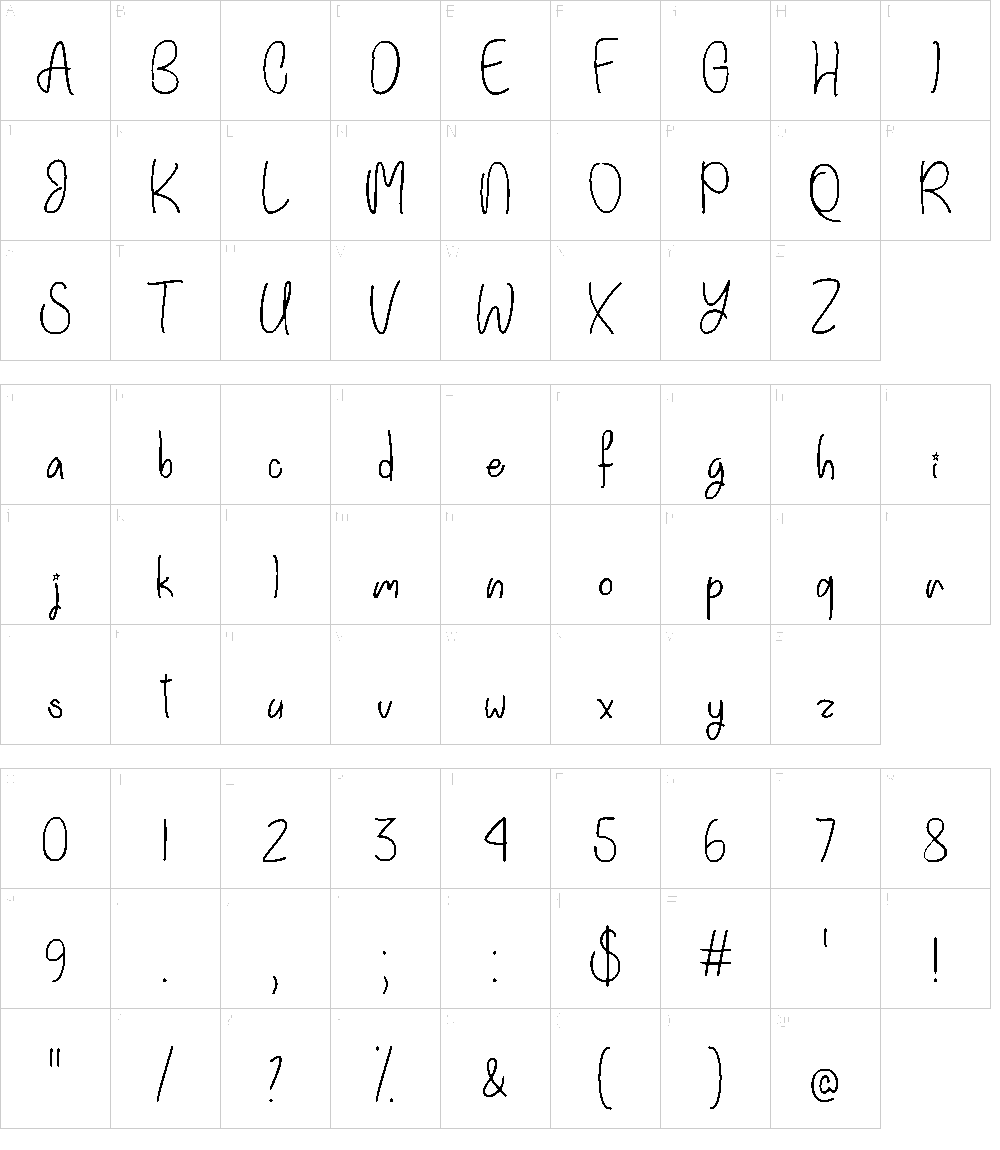 A B C D E F G H I
J K L M N O P Q R
S T U V W X Y Z
a b c d e f g h i
j k l m n o p q r
s t u v w x y z
0 1 2 3 4 5 6 7 8
9 . , ; : $ # ' !
" / ? % & ( ) @